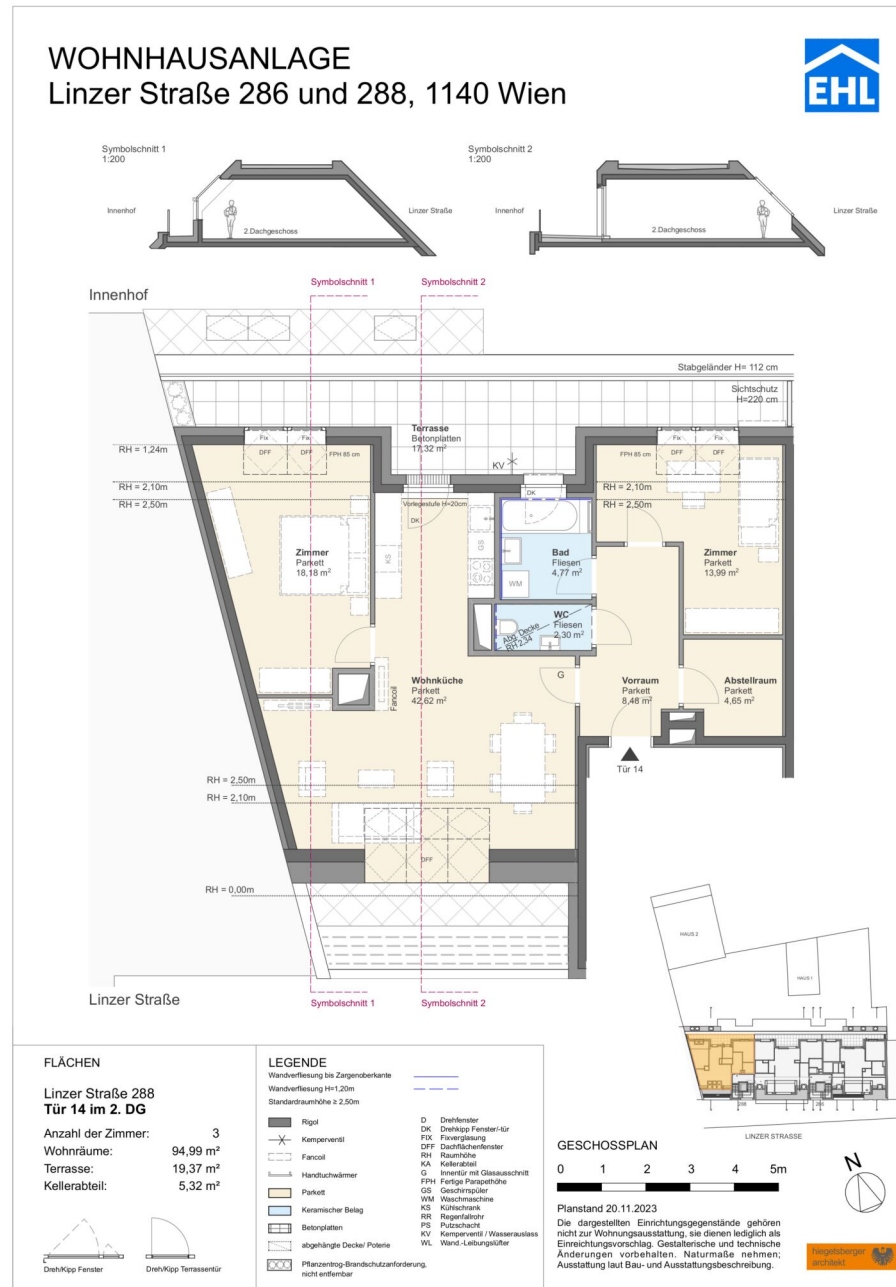 WOHNHAUSANLAGE
Linzer Straße 286 und 288, 1140 Wien
EHL
Symbolschnitt 1
1:200
Innenhof
2.Dachgeschoss
Linzer Straße
Symbolschnitt 2
1:200
Innenhof
2.Dachgeschoss
Linzer Straße
Innenhof
Symbolschnitt 1
Symbolschnitt 2
Stabgeländer H= 112 cm
Sichtschutz
H=220 cm
Terrasse
Betonplatten
17,32 m²
KV
RH = 1,24m
RH = 2,10m
RH = 2,50m
Fix
Fix
DFF
DFF
FPH 85 cm
Fix
Fix
FPH 85 cm
DFF
DFF
RH = 2,10m
RH = 2,50m
Vorlegestufe H=20cm
DK
DK
KS
GS
WM
Zimmer
Parkett
18,18 m²
Bad
Fliesen
4,77 m²
Zimmer
Parkett
13,99 m²
WC
Fliesen
2,30 m²
Abg. Decke
RH 2,34
Wohnküche
Parkett
42,62 m²
Fancoil
G
Vorraum
Parkett
8,48 m²
Abstellraum
Parkett
4,65 m²
Tür 14
RH = 2,50m
RH = 2,10m
DFF
RH = 0,00m
Linzer Straße
Symbolschnitt 1
Symbolschnitt 2
HAUS 2
HAUS 1
288
286
LINZER STRASSE
FLÄCHEN
Linzer Straße 288
Tür 14 im 2. DG
Anzahl der Zimmer: 3
Wohnräume: 94,99 m²
Terrasse: 19,37 m²
Kellerabteil: 5,32 m²
Dreh/Kipp Fenster
Dreh/Kipp Terrassentür
LEGENDE
Wandverfliesung bis Zargenoberkante
Wandverfliesung H=1,20m
Standardraumhöhe ≥ 2,50m
Rigol
Kemperventil
Fancoil
Handtuchwärmer
Parkett
Keramischer Belag
Betonplatten
abgehängte Decke/ Poterie
Pflanzentrog-Brandschutzanforderung,
nicht entfernbar
D Drehfenster
DK Drehkipp Fenster/-tür
FIX Fixverglasung
DFF Dachflächenfenster
RH Raumhöhe
KA Kellerabteil
G Innentür mit Glasausschnitt
FPH Fertige Parapethöhe
GS Geschirrspüler
WM Waschmaschine
KS Kühlschrank
RR Regenfallrohr
PS Putzschacht
KV Kemperventil / Wasserauslass
WL Wand.-Leibungslüfter
GESCHOSSPLAN
0 1 2 3 4 5m
N
Planstand 20.11.2023
Die dargestellten Einrichtungsgegenstände gehören
nicht zur Wohnungsausstattung, sie dienen lediglich als
Einreichungsvorschlag. Gestalterische und technische
Änderungen vorbehalten. Naturmaße nehmen;
Ausstattung laut Bau- und Ausstattungsbeschreibung.
hiegetsberger
architekt